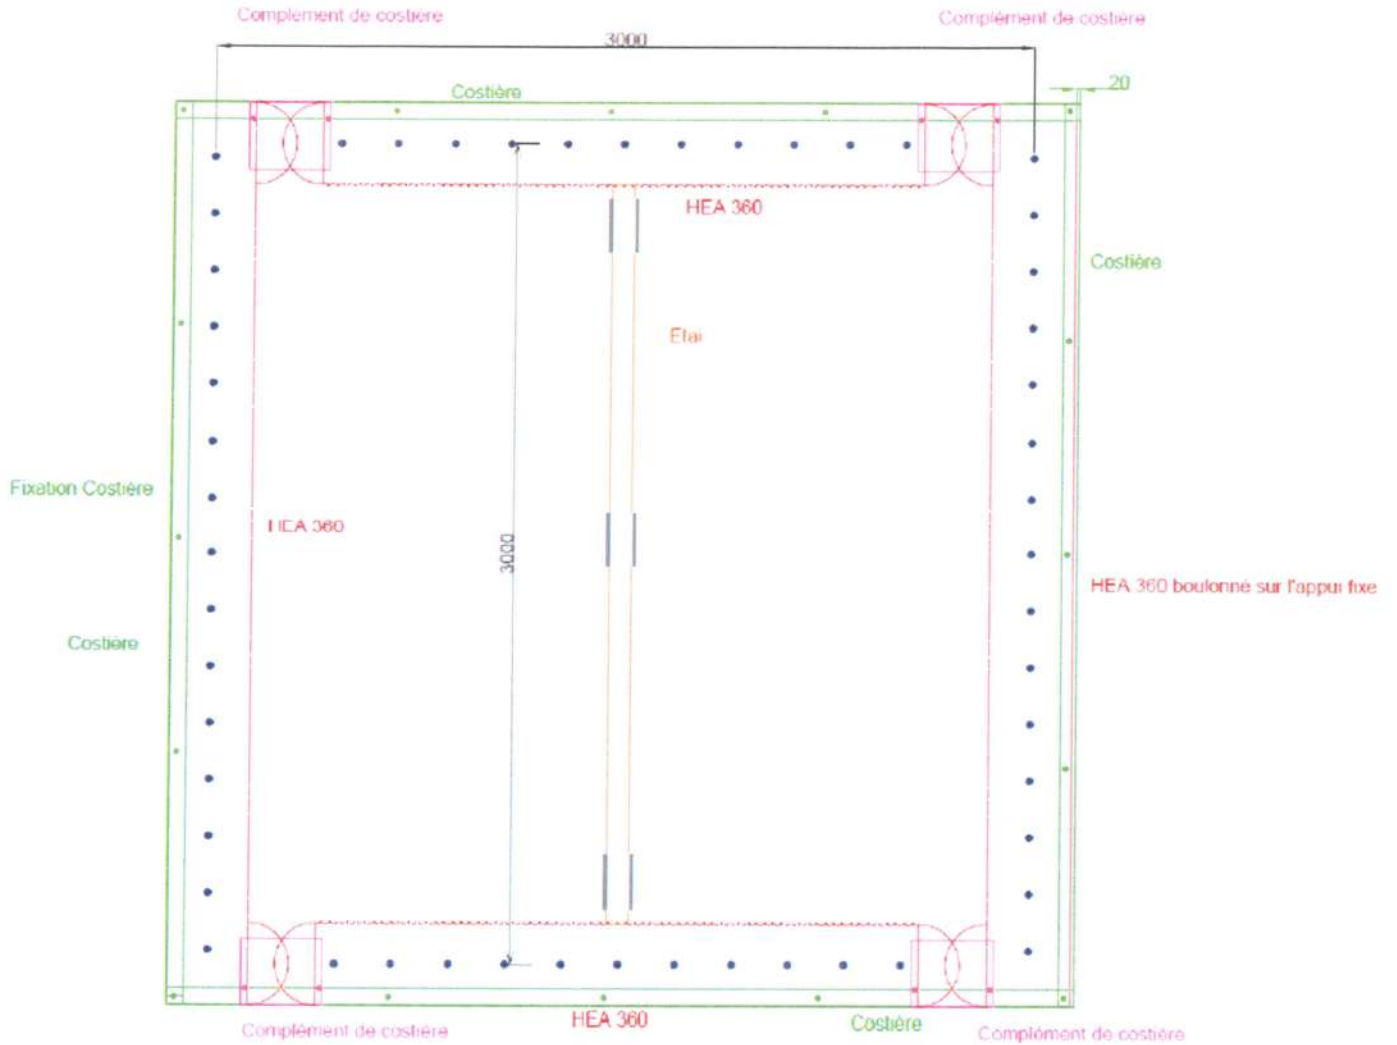 Complément de costière
Complément de costière
3000
20
Costière
HEA 360
Costière
Etai
Fixation Costière
HEA 360
3000
HEA 360 boulonné sur l'appui fixe
Costière
Complément de costière
HEA 360
Costière
Complément de costière